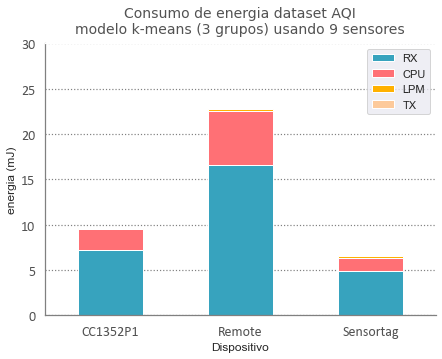 Consumo de energia dataset AQI
modelo k-means (3 grupos) usando 9 sensores
30
25
20
15
10
5
0
energia (mJ)
RX
CPU
LPM
TX
CC1352P1
Remote
Sensortag
Dispositivo